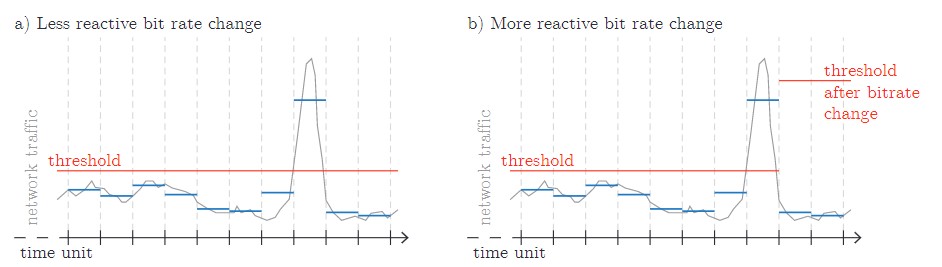 a) Less reactive bit rate change
network traffic
threshold
time unit
b) More reactive bit rate change
network traffic
threshold
threshold
after bitrate
change
time unit